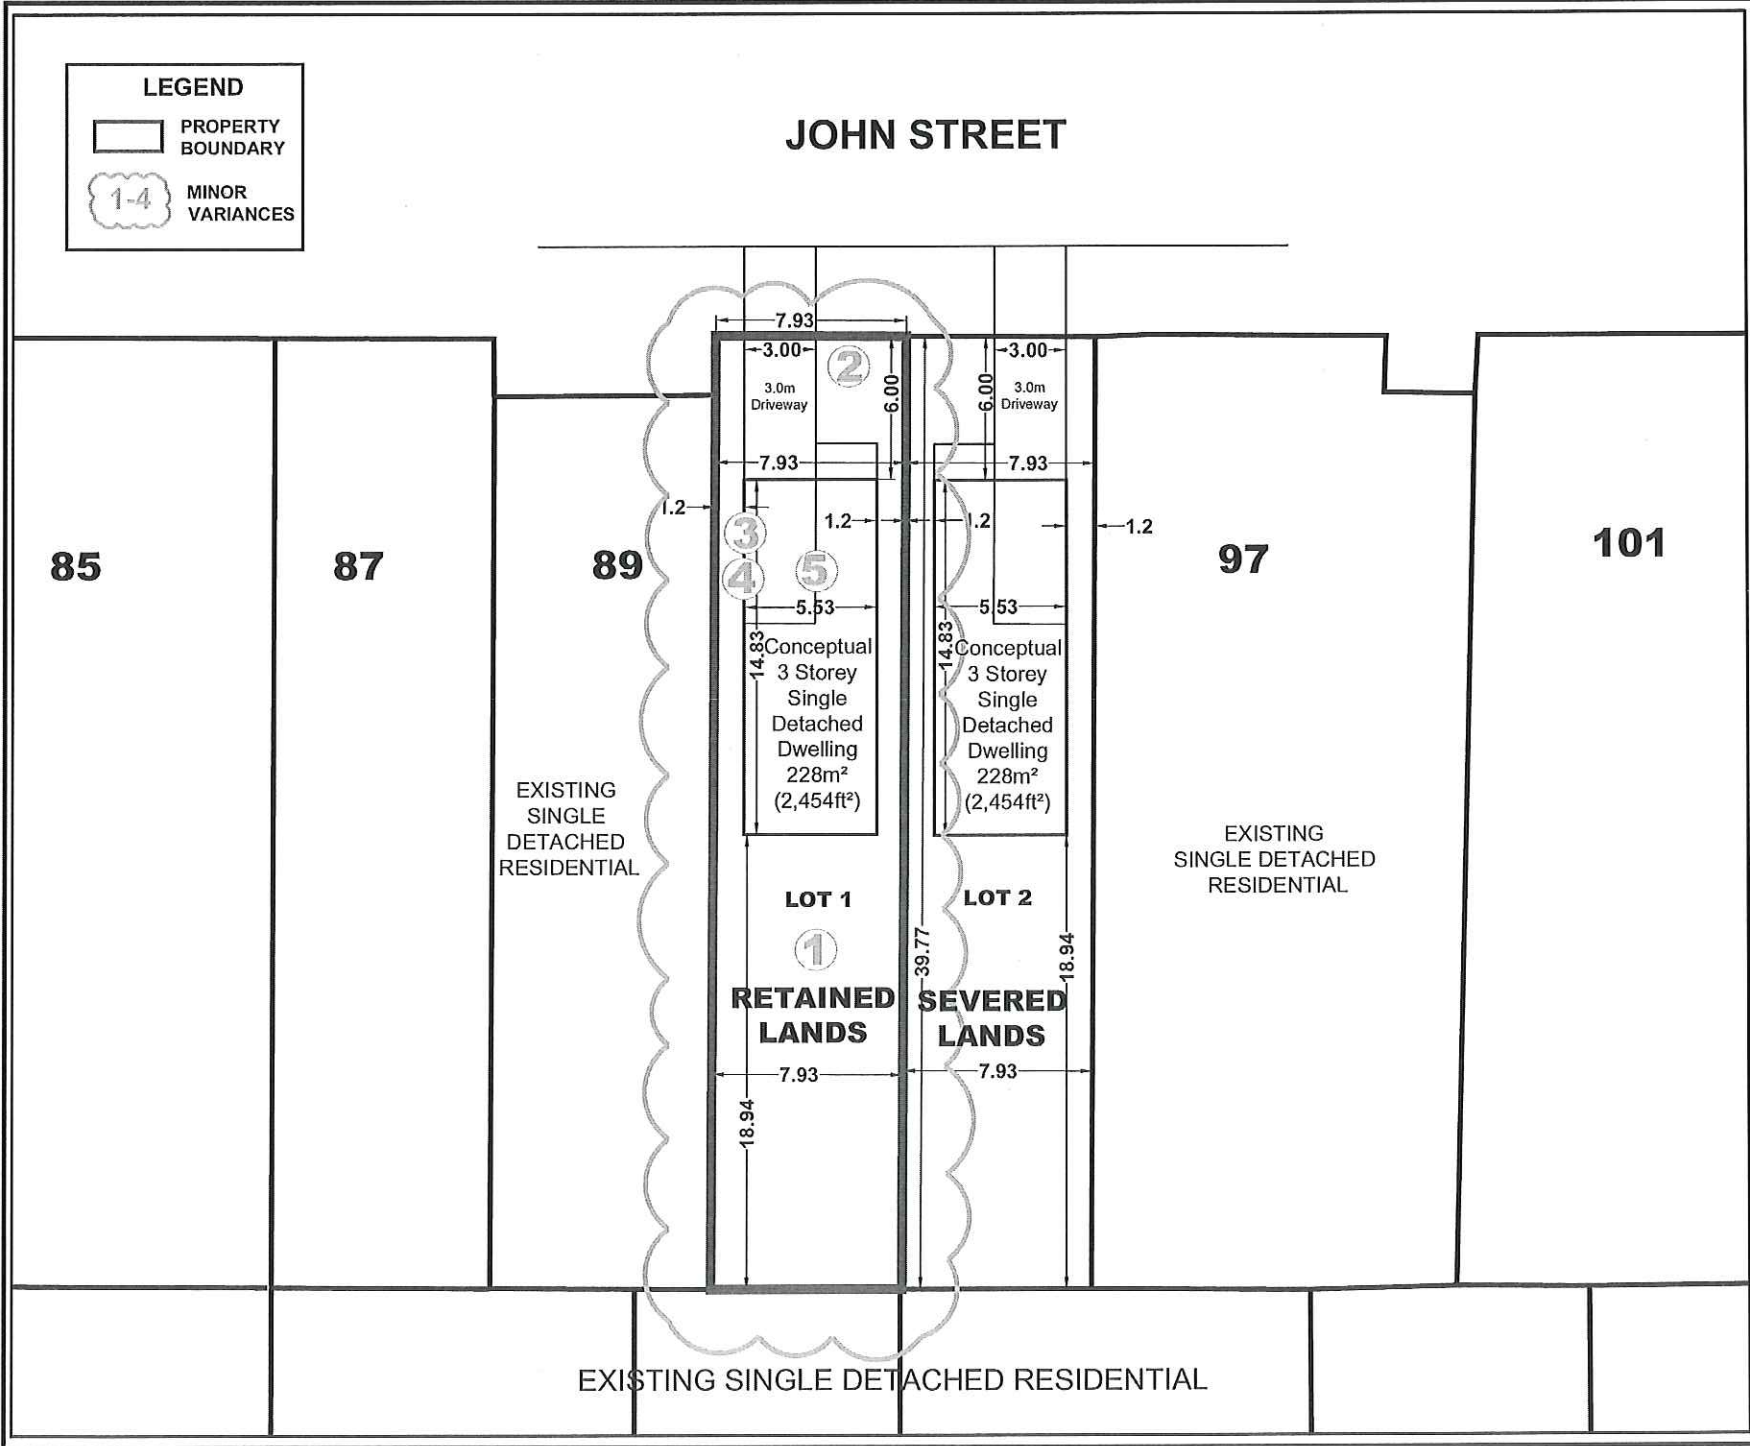 LEGEND
PROPERTY
BOUNDARY
1-4
MINOR
VARIANCES
JOHN STREET
7.93
3.00
2
3.00
3.0m
Driveway
6.00
6.00
3.0m
Driveway
7.93
7.93
1.2
1.2
1.2
1.2
3
4
5
85
87
89
97
101
5.53
5.53
14.83
14.83
Conceptual
3 Storey
Single
Detached
Dwelling
228m²
(2,454ft²)
Conceptual
3 Storey
Single
Detached
Dwelling
228m²
(2,454ft²)
EXISTING
SINGLE
DETACHED
RESIDENTIAL
EXISTING
SINGLE DETACHED
RESIDENTIAL
LOT 1
LOT 2
1
39.77
18.94
RETAINED
LANDS
SEVERED
LANDS
7.93
7.93
18.94
EXISTING SINGLE DETACHED RESIDENTIAL